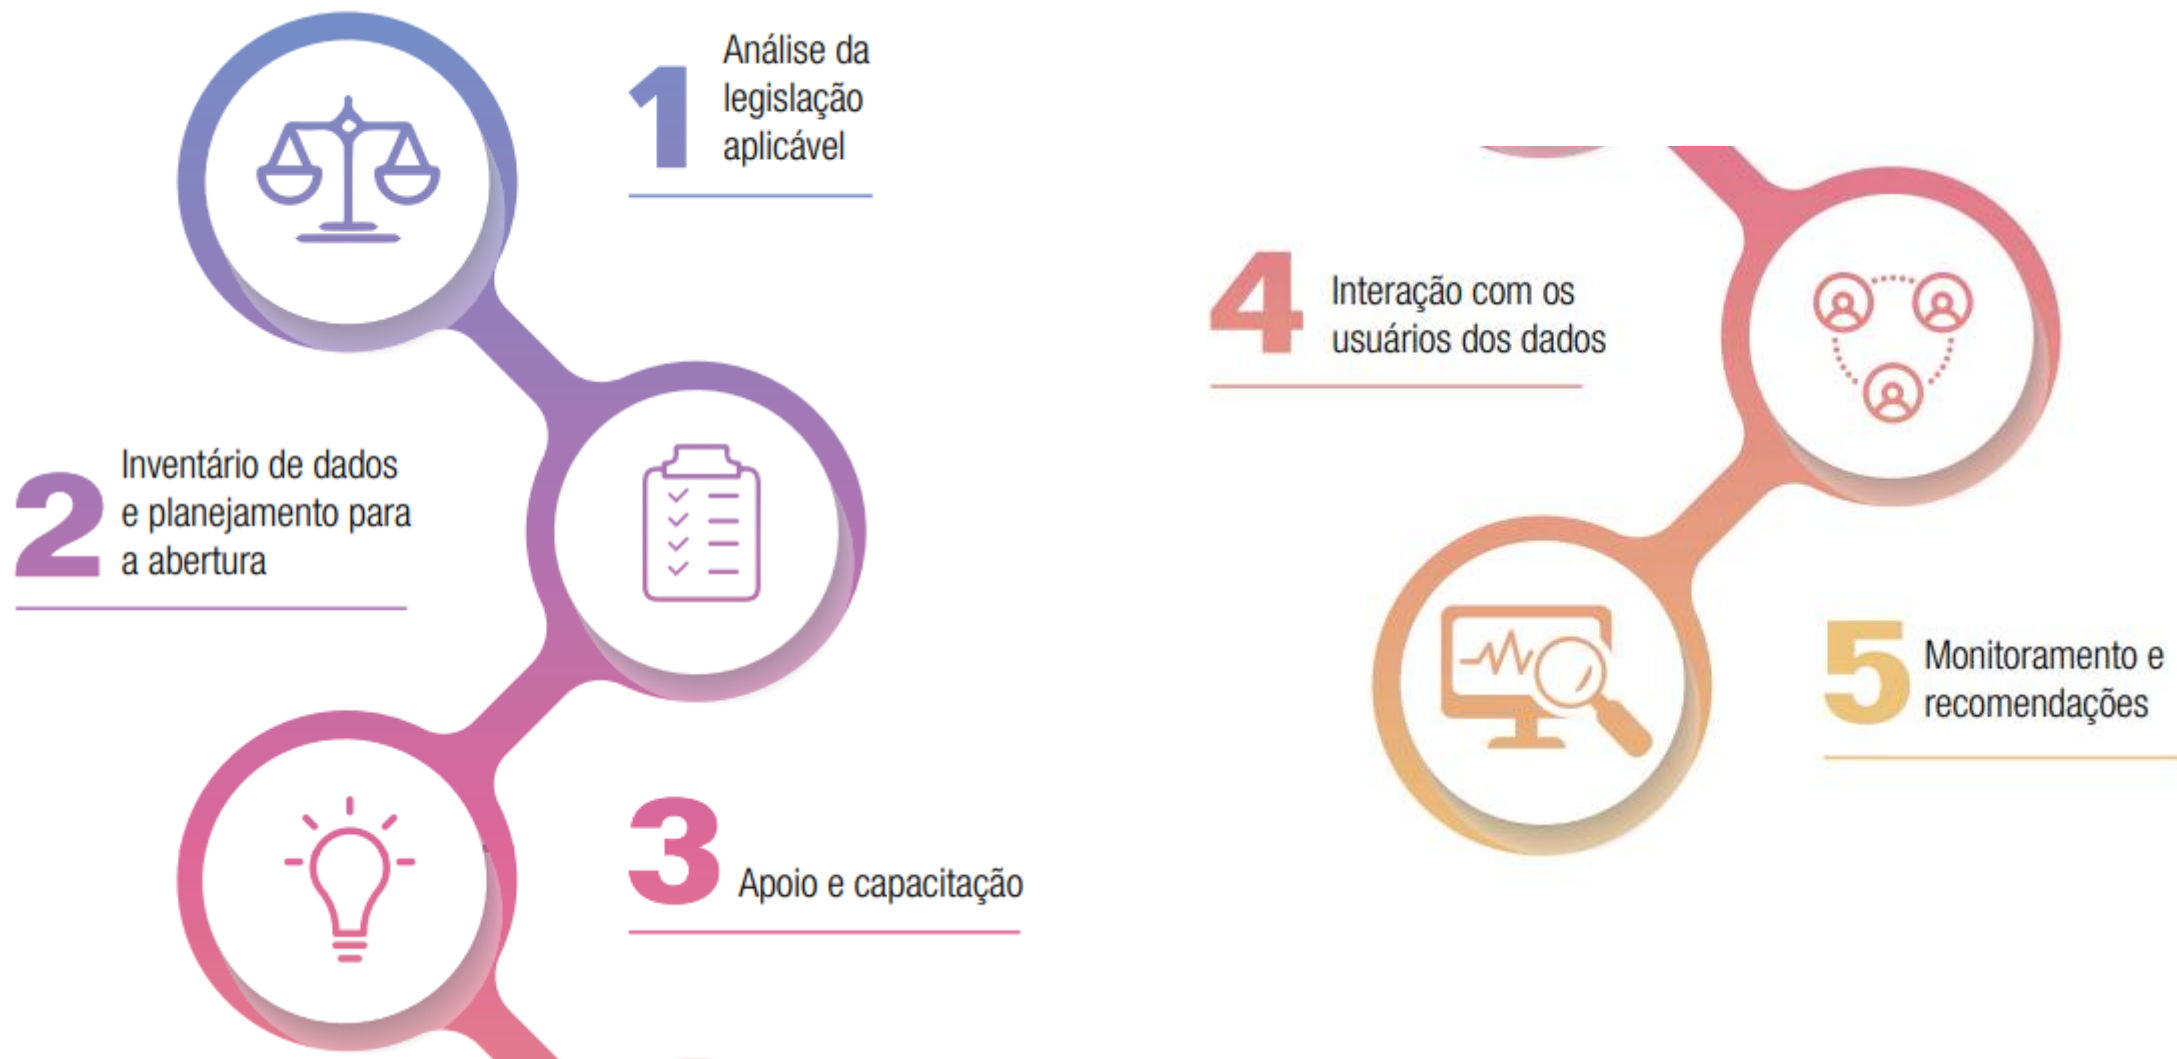 1
Análise da
legislação
aplicável
2
Inventário de dados
e planejamento para
a abertura
3
Apoio e capacitação
4
Interação com os
usuários dos dados
5
Monitoramento e
recomendações